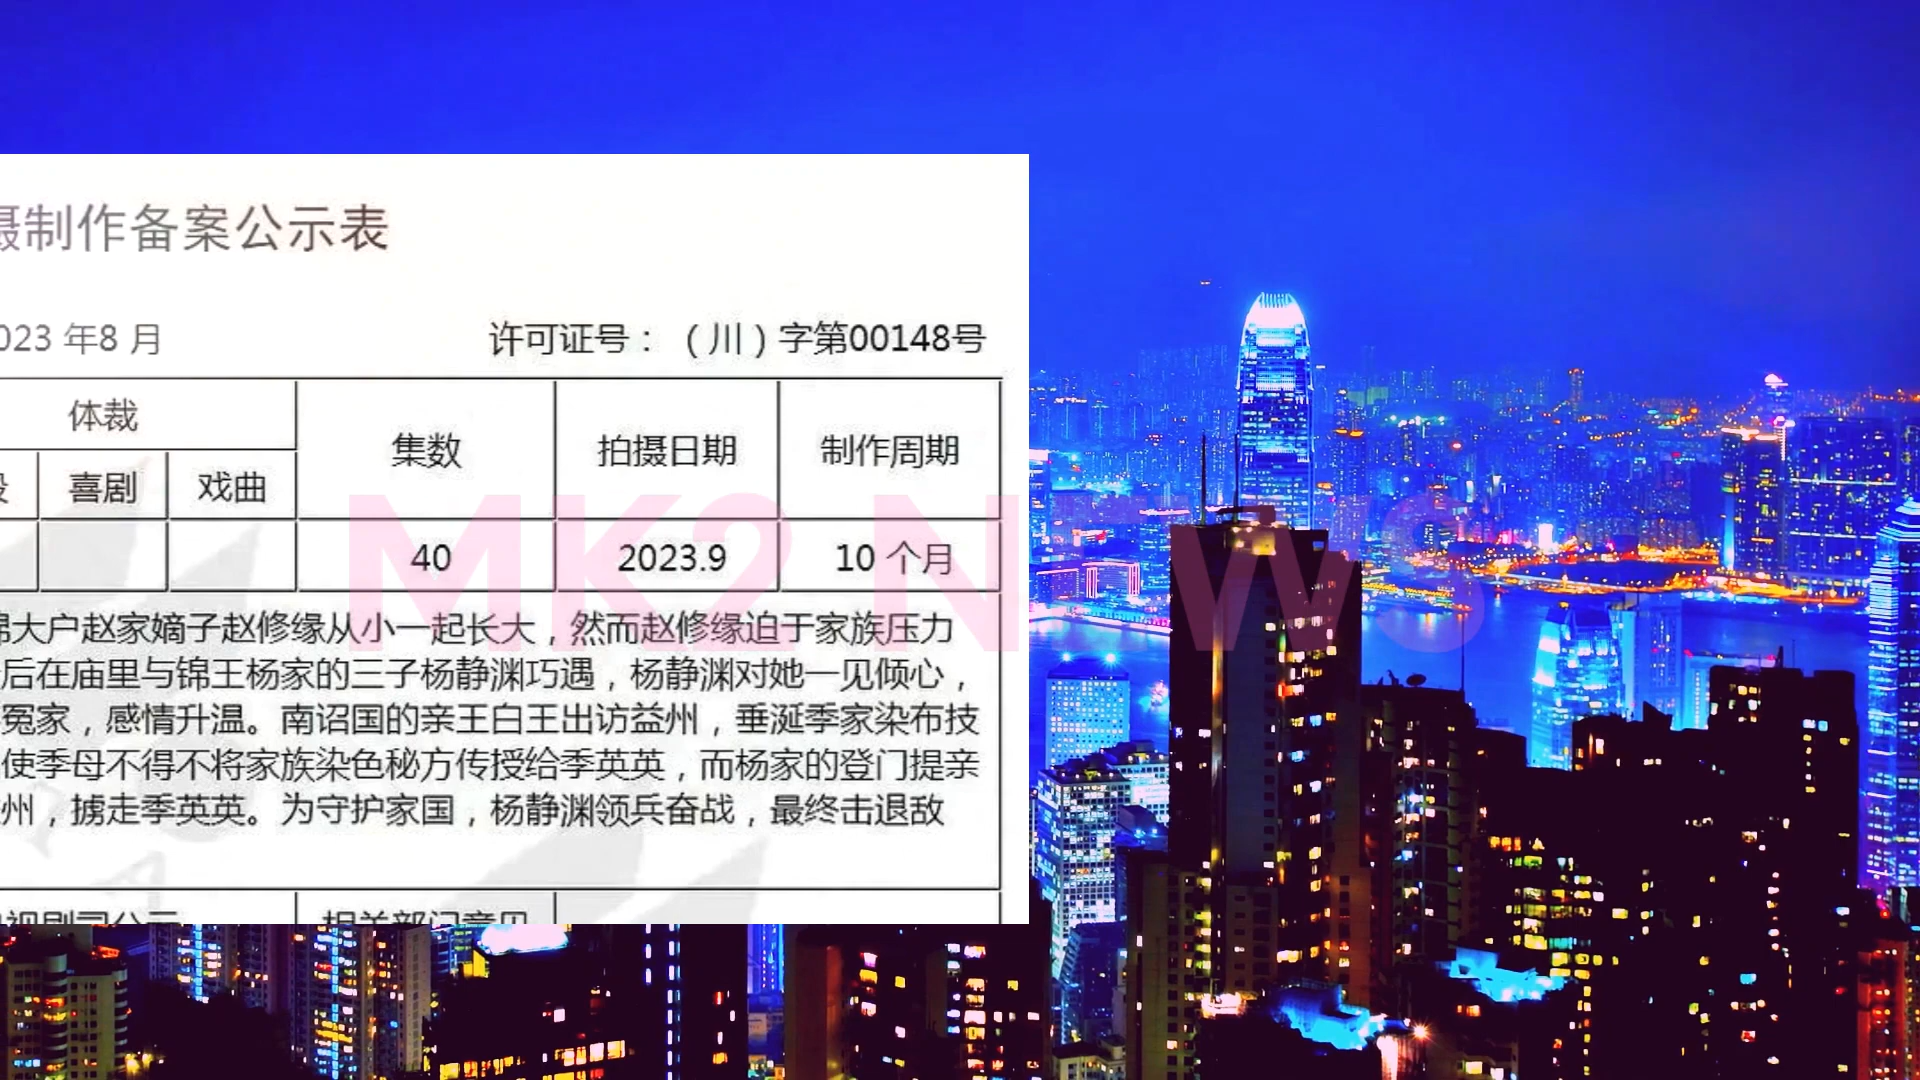 制作备案公示表
023 年8 月
许可证号：（川）字第00148号
体裁
集数
拍摄日期
制作周期
喜剧
戏曲
40
2023.9
10 个月
MK2 NEWS
锦大户赵家嫡子赵修缘从小一起长大，然而赵修缘迫于家族压力
后在庙里与锦王杨家的三子杨静渊巧遇，杨静渊对她一见倾心，
冤家，感情升温。南诏国的亲王白王出访益州，垂涎季家染布技
使季母不得不将家族染色秘方传授给季英英，而杨家的登门提亲
州，掳走季英英。为守护家国，杨静渊领兵奋战，最终击退敌